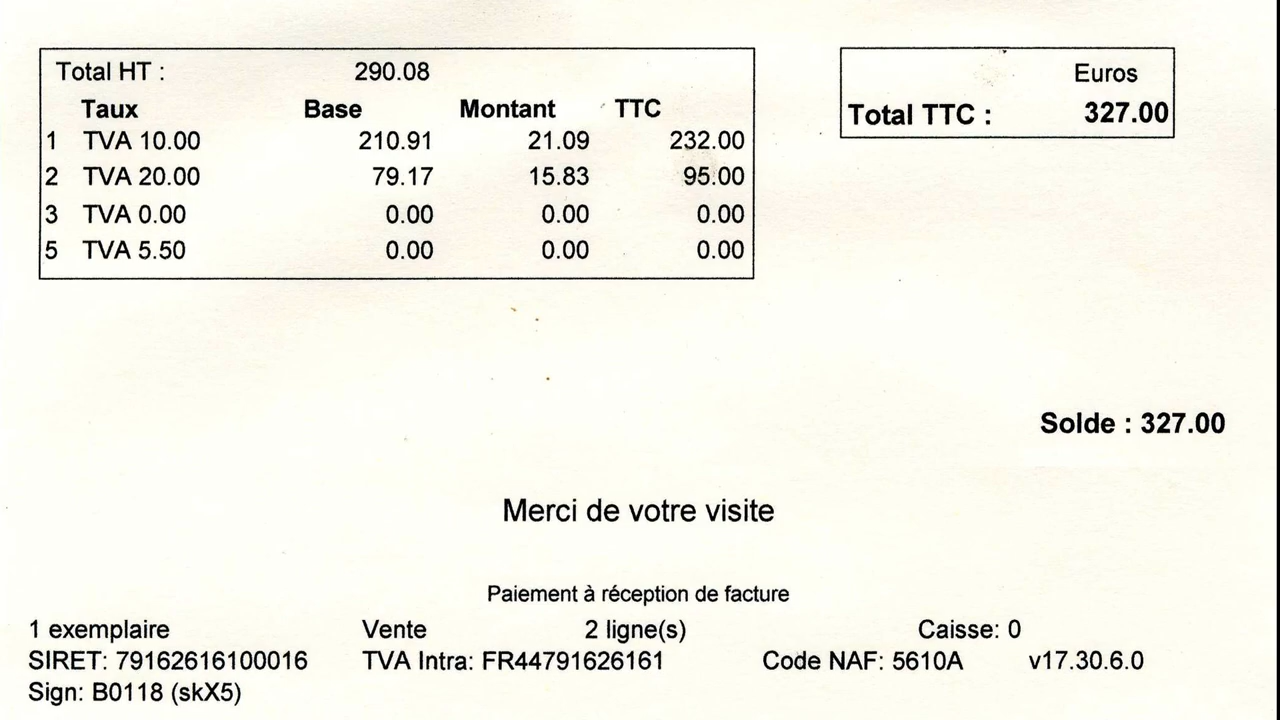 Total HT : 290.08
Taux Base Montant TTC
1 TVA 10.00 210.91 21.09 232.00
2 TVA 20.00 79.17 15.83 95.00
3 TVA 0.00 0.00 0.00 0.00
5 TVA 5.50 0.00 0.00 0.00
Euros
Total TTC : 327.00
Solde : 327.00
Merci de votre visite
Paiement à réception de facture
1 exemplaire Vente 2 ligne(s) Caisse: 0
SIRET: 79162616100016 TVA Intra: FR44791626161 Code NAF: 5610A v17.30.6.0
Sign: B0118 (skX5)